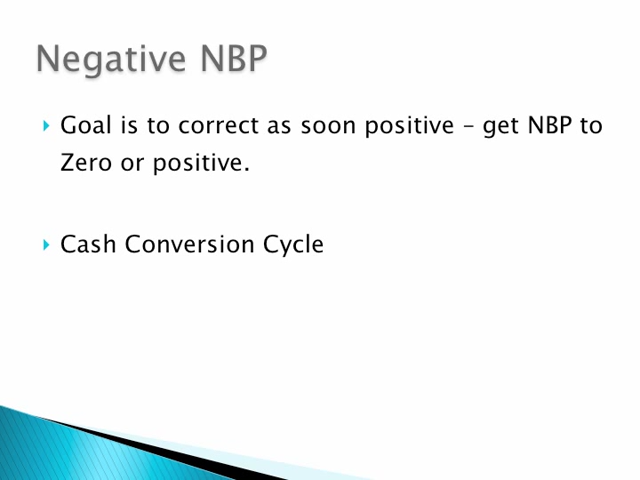 Negative NBP
Goal is to correct as soon positive – get NBP to
Zero or positive.
Cash Conversion Cycle